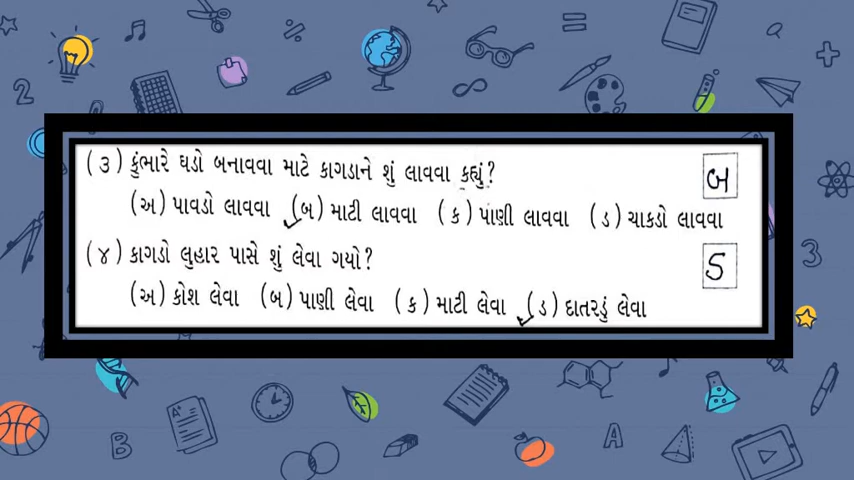 (૩) કુંભારે ઘડો બનાવવા માટે કાગડાને શું લાવવા કહ્યું? બ
(અ) પાવડો લાવવા (બ) માટી લાવવા (ક) પાણી લાવવા (ડ) ચાકડો લાવવા
(૪) કાગડો લુહાર પાસે શું લેવા ગયો? ડ
(અ) કોશ લેવા (બ) પાણી લેવા (ક) માટી લેવા (ડ) દાતરડું લેવા